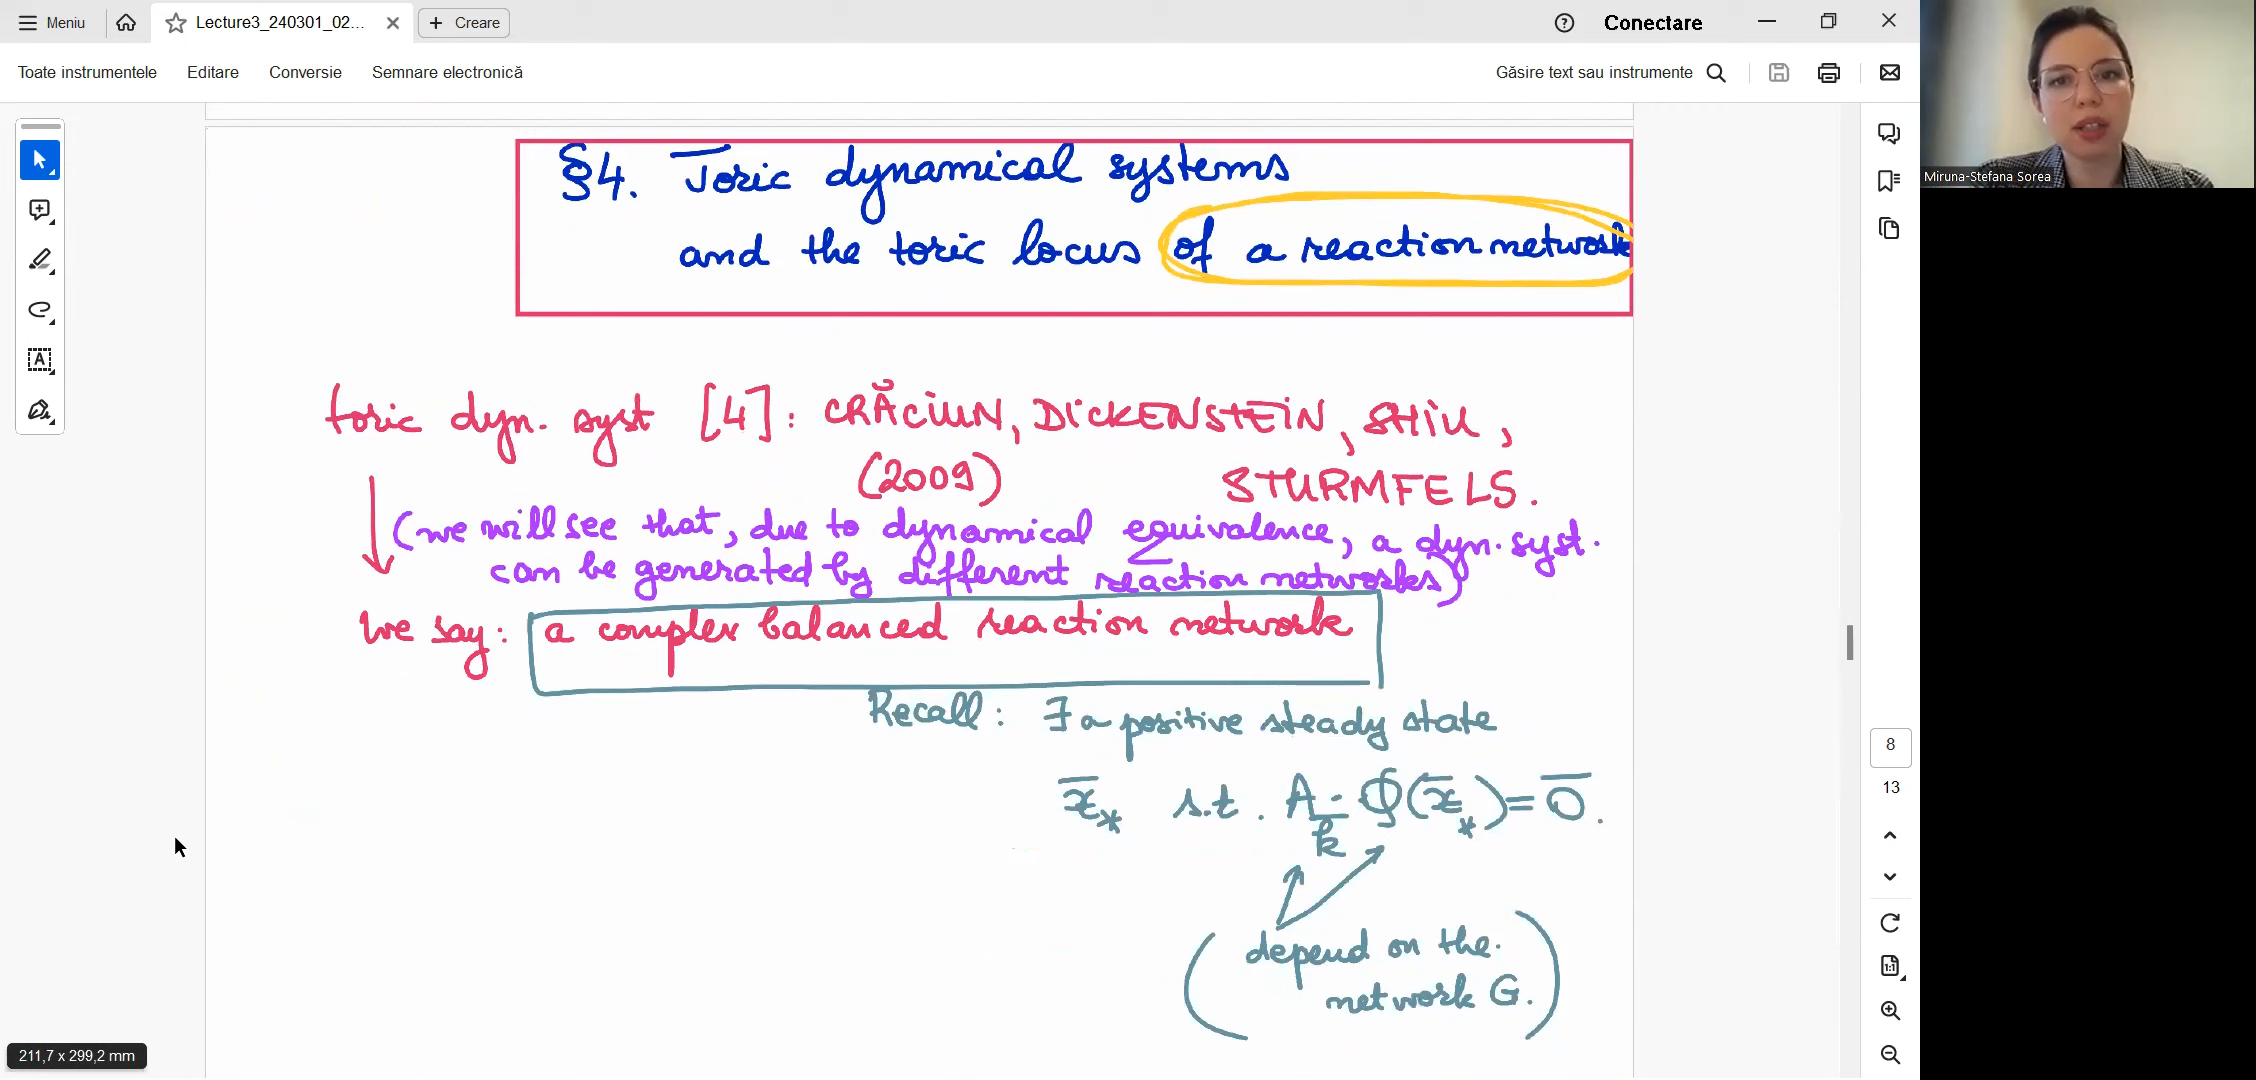 Meniu
Lecture3_240301_02...
Creare
Conectare
Toate instrumentele Editare Conversie Semnare electronică
Găsire text sau instrumente
Miruna-Stefana Sorea
§4. Toric dynamical systems
and the toric locus of a reaction network
toric dyn. syst [4]: CRĂCIUN, DICKENSTEIN, SHIU,
(2009) STURMFELS.
(we will see that, due to dynamical equivalence, a dyn. syst.
can be generated by different reaction networks)
We say: a complex balanced reaction network
Recall: ∃ a positive steady state
x̅_* s.t. A_k · Φ(x̅_*) = 0̅.
(depend on the
network G.)
8
13
1:1
211,7 x 299,2 mm